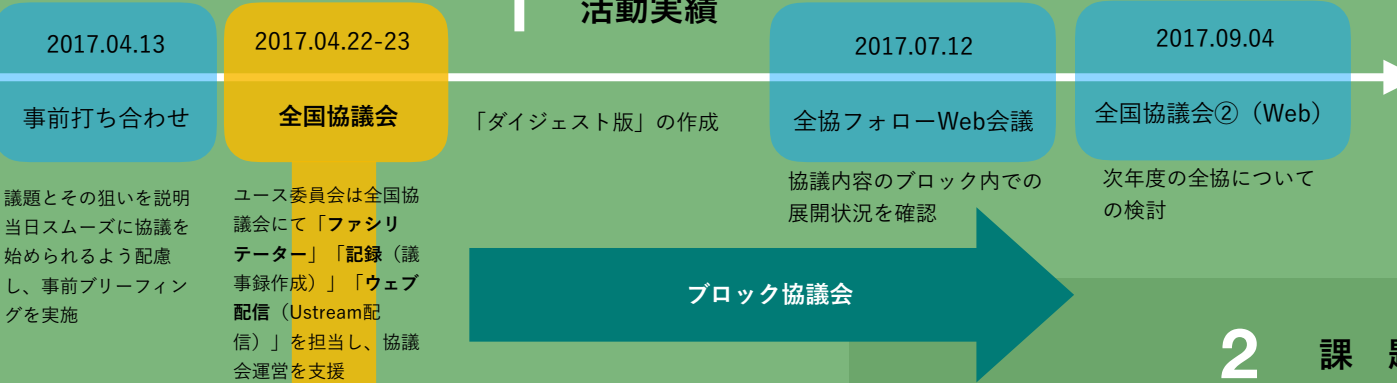 1 活動実績
2017.04.13
事前打ち合わせ
議題とその狙いを説明
当日スムーズに協議を
始められるよう配慮
し、事前ブリーフィン
グを実施
2017.04.22-23
全国協議会
ユース委員会は全国協
議会にて「ファシリ
テーター」「記録（議
事録作成）」「ウェブ
配信（Ustream配
信）」を担当し、協議
会運営を支援
「ダイジェスト版」の作成
2017.07.12
全協フォローWeb会議
協議内容のブロック内での
展開状況を確認
2017.09.04
全国協議会②（Web）
次年度の全協について
の検討
ブロック協議会
2 課